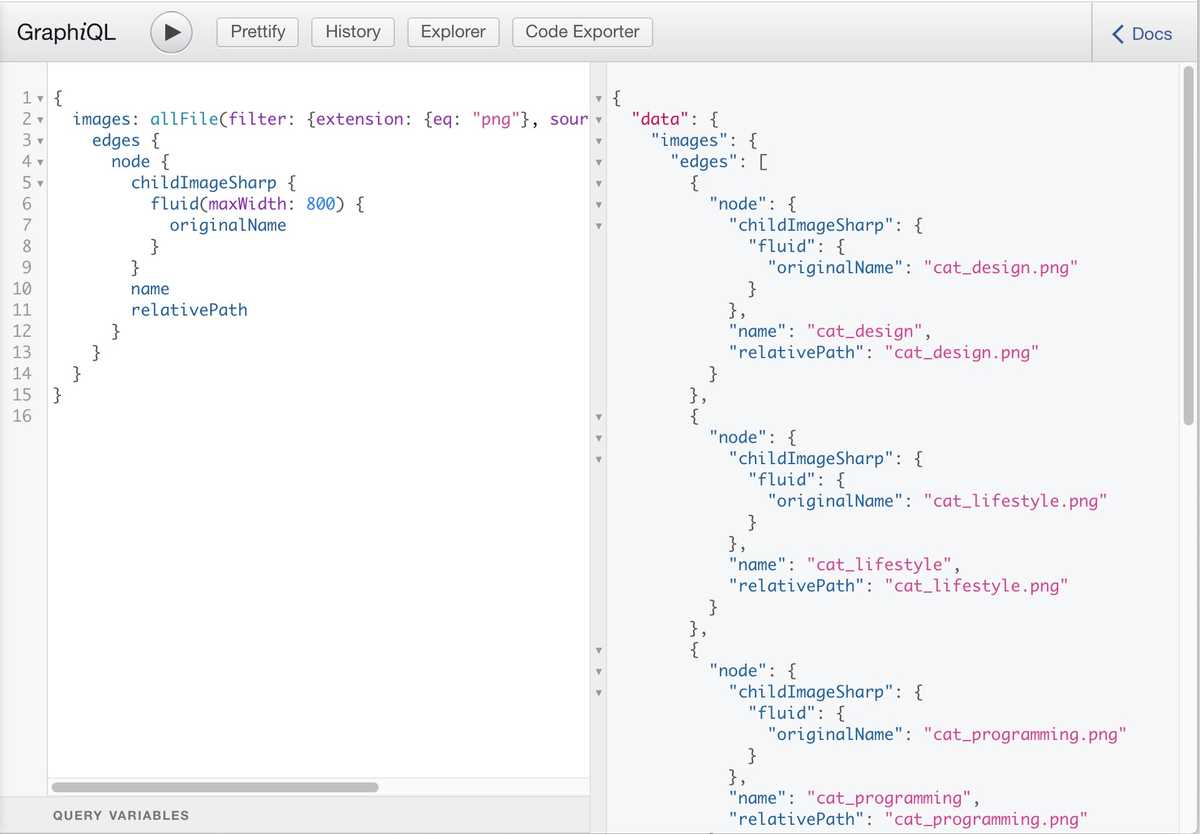 GraphiQL Prettify History Explorer Code Exporter Docs
1 {
2 images: allFile(filter: {extension: {eq: "png"}, sour
3 edges {
4 node {
5 childImageSharp {
6 fluid(maxWidth: 800) {
7 originalName
8 }
9 }
10 name
11 relativePath
12 }
13 }
14 }
15 }
16
QUERY VARIABLES
{
"data": {
"images": {
"edges": [
{
"node": {
"childImageSharp": {
"fluid": {
"originalName": "cat_design.png"
}
},
"name": "cat_design",
"relativePath": "cat_design.png"
}
},
{
"node": {
"childImageSharp": {
"fluid": {
"originalName": "cat_lifestyle.png"
}
},
"name": "cat_lifestyle",
"relativePath": "cat_lifestyle.png"
}
},
{
"node": {
"childImageSharp": {
"fluid": {
"originalName": "cat_programming.png"
}
},
"name": "cat_programming",
"relativePath": "cat_programming.png"